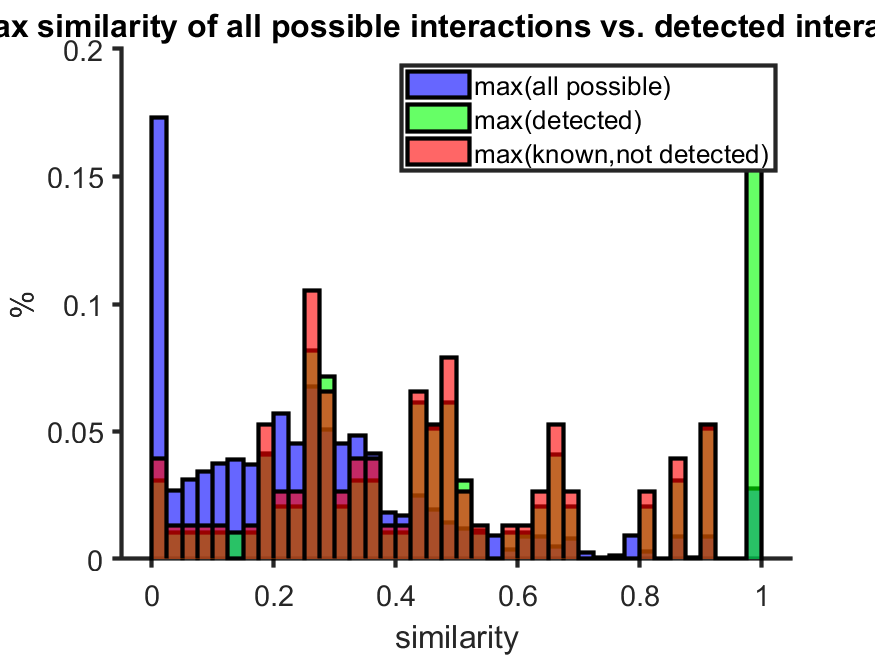 ax similarity of all possible interactions vs. detected intera
0.2
max(all possible)
max(detected)
max(known,not detected)
0.15
0.1
0.05
0
%
0 0.2 0.4 0.6 0.8 1
similarity